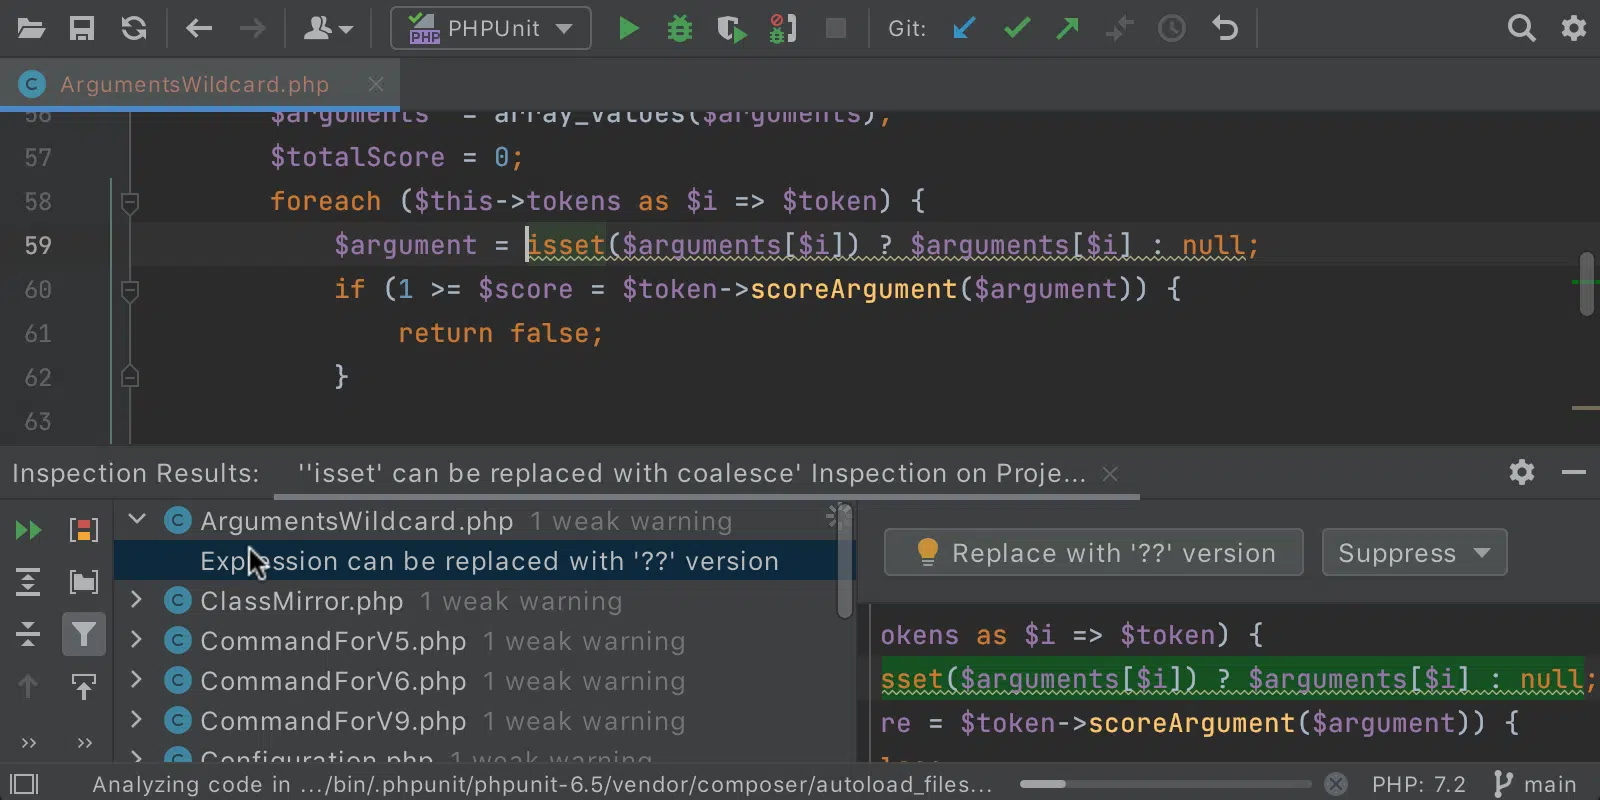 PHP PHPUnit Git:
C ArgumentsWildcard.php
56 $arguments = array_values($arguments);
57 $totalScore = 0;
58 foreach ($this->tokens as $i => $token) {
59 $argument = isset($arguments[$i]) ? $arguments[$i] : null;
60 if (1 >= $score = $token->scoreArgument($argument)) {
61 return false;
62 }
63
Inspection Results: ''isset' can be replaced with coalesce' Inspection on Proje...
C ArgumentsWildcard.php 1 weak warning
Expression can be replaced with '??' version
C ClassMirror.php 1 weak warning
C CommandForV5.php 1 weak warning
C CommandForV6.php 1 weak warning
C CommandForV9.php 1 weak warning
C Configuration.php 1 weak warning
Replace with '??' version Suppress
okens as $i => $token) {
sset($arguments[$i]) ? $arguments[$i] : null;
re = $token->scoreArgument($argument)) {
Analyzing code in .../bin/.phpunit/phpunit-6.5/vendor/composer/autoload_files... PHP: 7.2 main